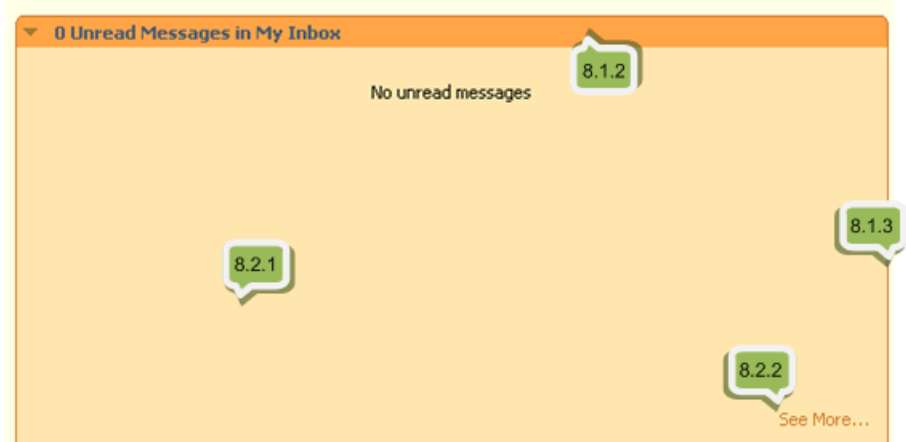 0 Unread Messages in My Inbox
8.1.2
No unread messages
8.1.3
8.2.1
8.2.2
See More...